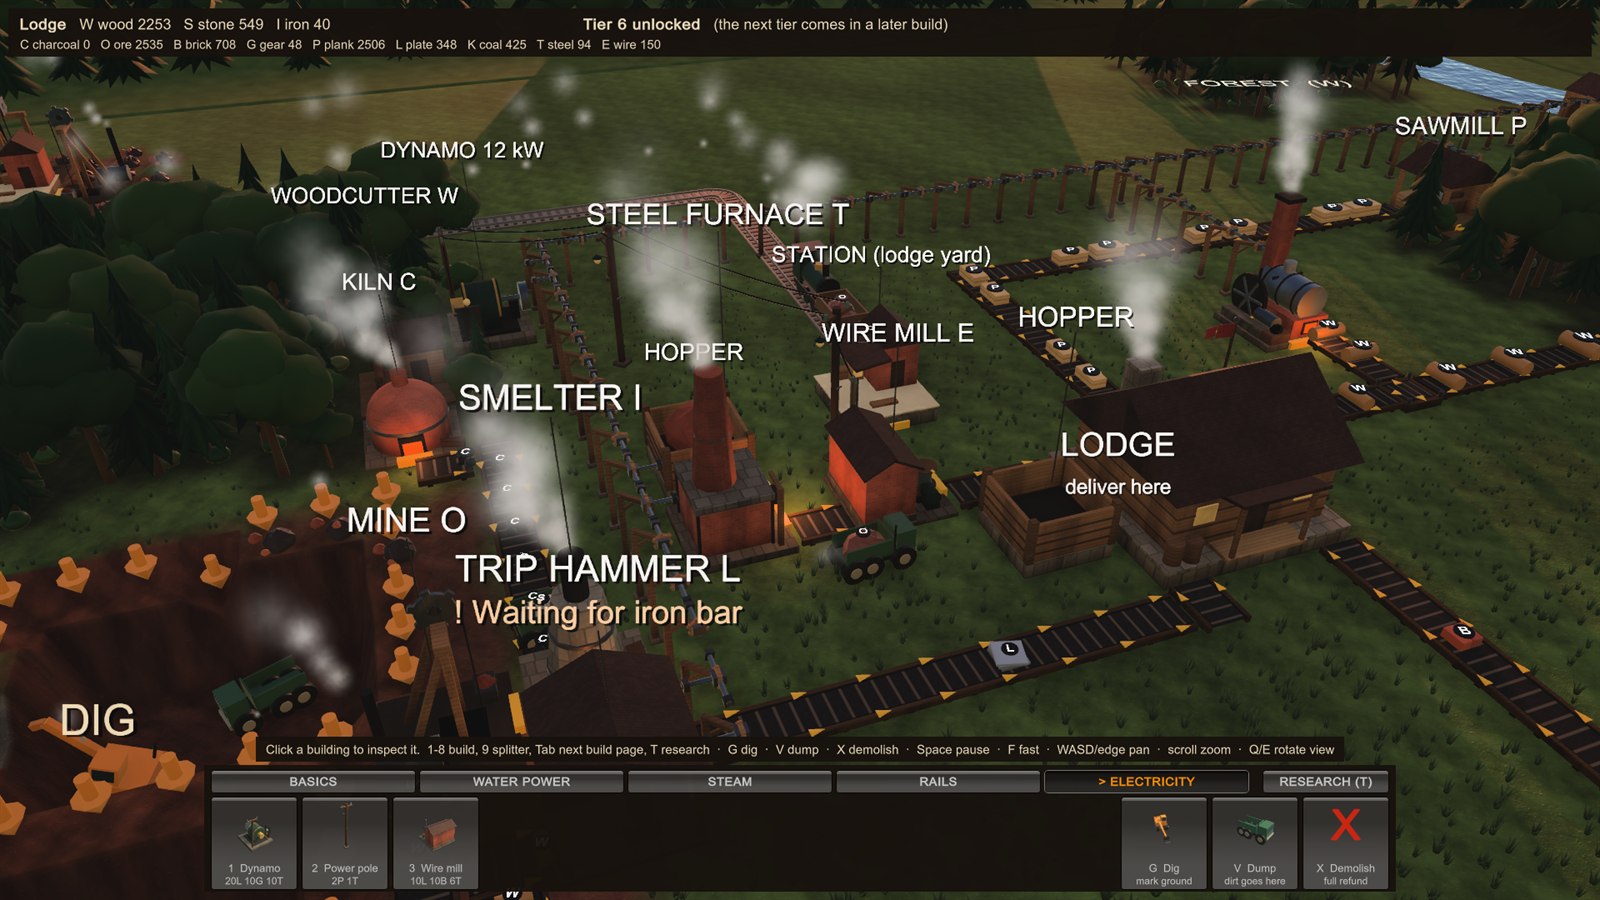 Lodge W wood 2253 S stone 549 I iron 40
Tier 6 unlocked (the next tier comes in a later build)
C charcoal 0 O ore 2535 B brick 708 G gear 48 P plank 2506 L plate 348 K coal 425 T steel 94 E wire 150
FOREST (W)
SAWMILL P
DYNAMO 12 kW
WOODCUTTER W
STEEL FURNACE T
STATION (lodge yard)
KILN C
HOPPER
WIRE MILL E
HOPPER
SMELTER I
LODGE
deliver here
MINE O
TRIP HAMMER L
! Waiting for iron bar
DIG
P
P
P
P
P
P
P
P
P
P
W
W
W
W
W
W
O
O
C
C
C
C
C
L
B
W
Click a building to inspect it. 1-8 build, 9 splitter, Tab next build page, T research · G dig · V dump · X demolish · Space pause · F fast · WASD/edge pan · scroll zoom · Q/E rotate view
BASICS
WATER POWER
STEAM
RAILS
> ELECTRICITY
RESEARCH (T)
1 Dynamo
20L 10G 10T
2 Power pole
2P 1T
3 Wire mill
10L 10B 6T
G Dig
mark ground
V Dump
dirt goes here
X
X Demolish
full refund